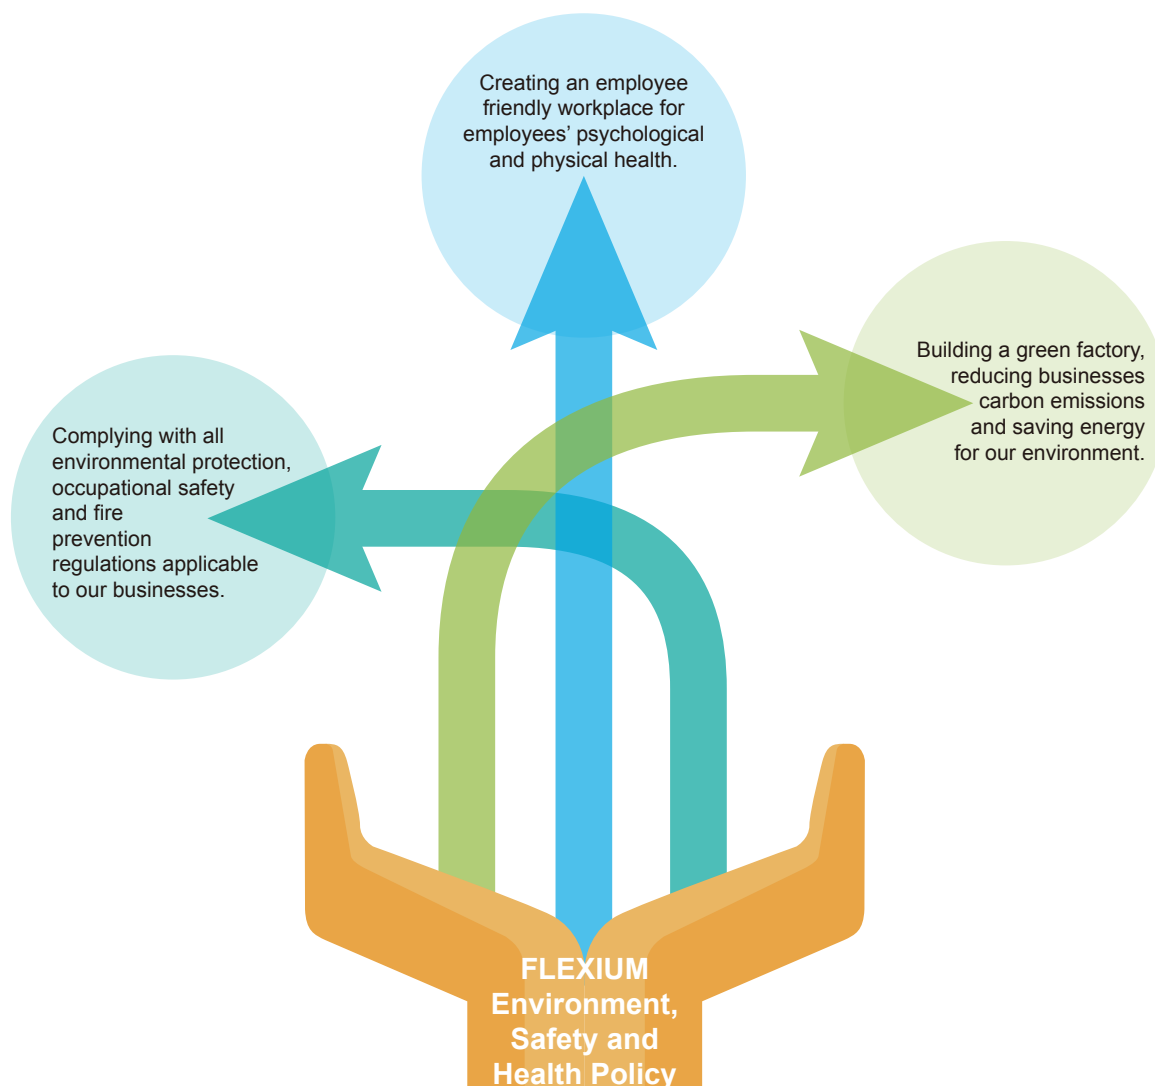 Creating an employee
friendly workplace for
employees’ psychological
and physical health.
Building a green factory,
reducing businesses
carbon emissions
and saving energy
for our environment.
Complying with all
environmental protection,
occupational safety
and fire
prevention
regulations applicable
to our businesses.
FLEXIUM
Environment,
Safety and
Health Policy